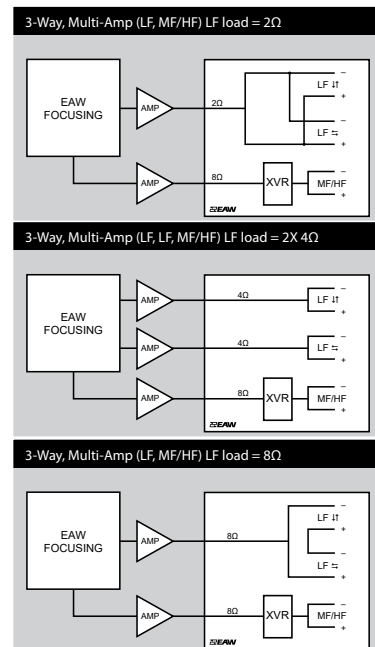 3-Way, Multi-Amp (LF, MF/HF) LF load = 2Ω
EAW
FOCUSING
AMP
2Ω
–
LF ↓↑
+
–
LF ⇆
+
AMP
8Ω
XVR
–
MF/HF
+
EAW
3-Way, Multi-Amp (LF, LF, MF/HF) LF load = 2X 4Ω
EAW
FOCUSING
AMP
4Ω
–
LF ↓↑
+
AMP
4Ω
–
LF ⇆
+
AMP
8Ω
XVR
–
MF/HF
+
EAW
3-Way, Multi-Amp (LF, MF/HF) LF load = 8Ω
EAW
FOCUSING
AMP
8Ω
–
LF ↓↑
+
–
LF ⇆
+
AMP
8Ω
XVR
–
MF/HF
+
EAW